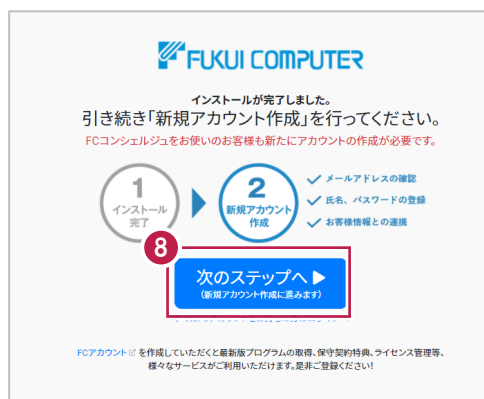 FUKUI COMPUTER
インストールが完了しました。
引き続き「新規アカウント作成」を行ってください。
FCコンシェルジュをお使いのお客様も新たにアカウントの作成が必要です。
1
インストール
完了
2
新規アカウント
作成
メールアドレスの確認
氏名、パスワードの登録
お客様情報との連携
8
次のステップへ
(新規アカウント作成に進みます)
FCアカウント を作成していただくと最新版プログラムの取得、保守契約特典、ライセンス管理等、
様々なサービスがご利用いただけます。是非ご登録ください!